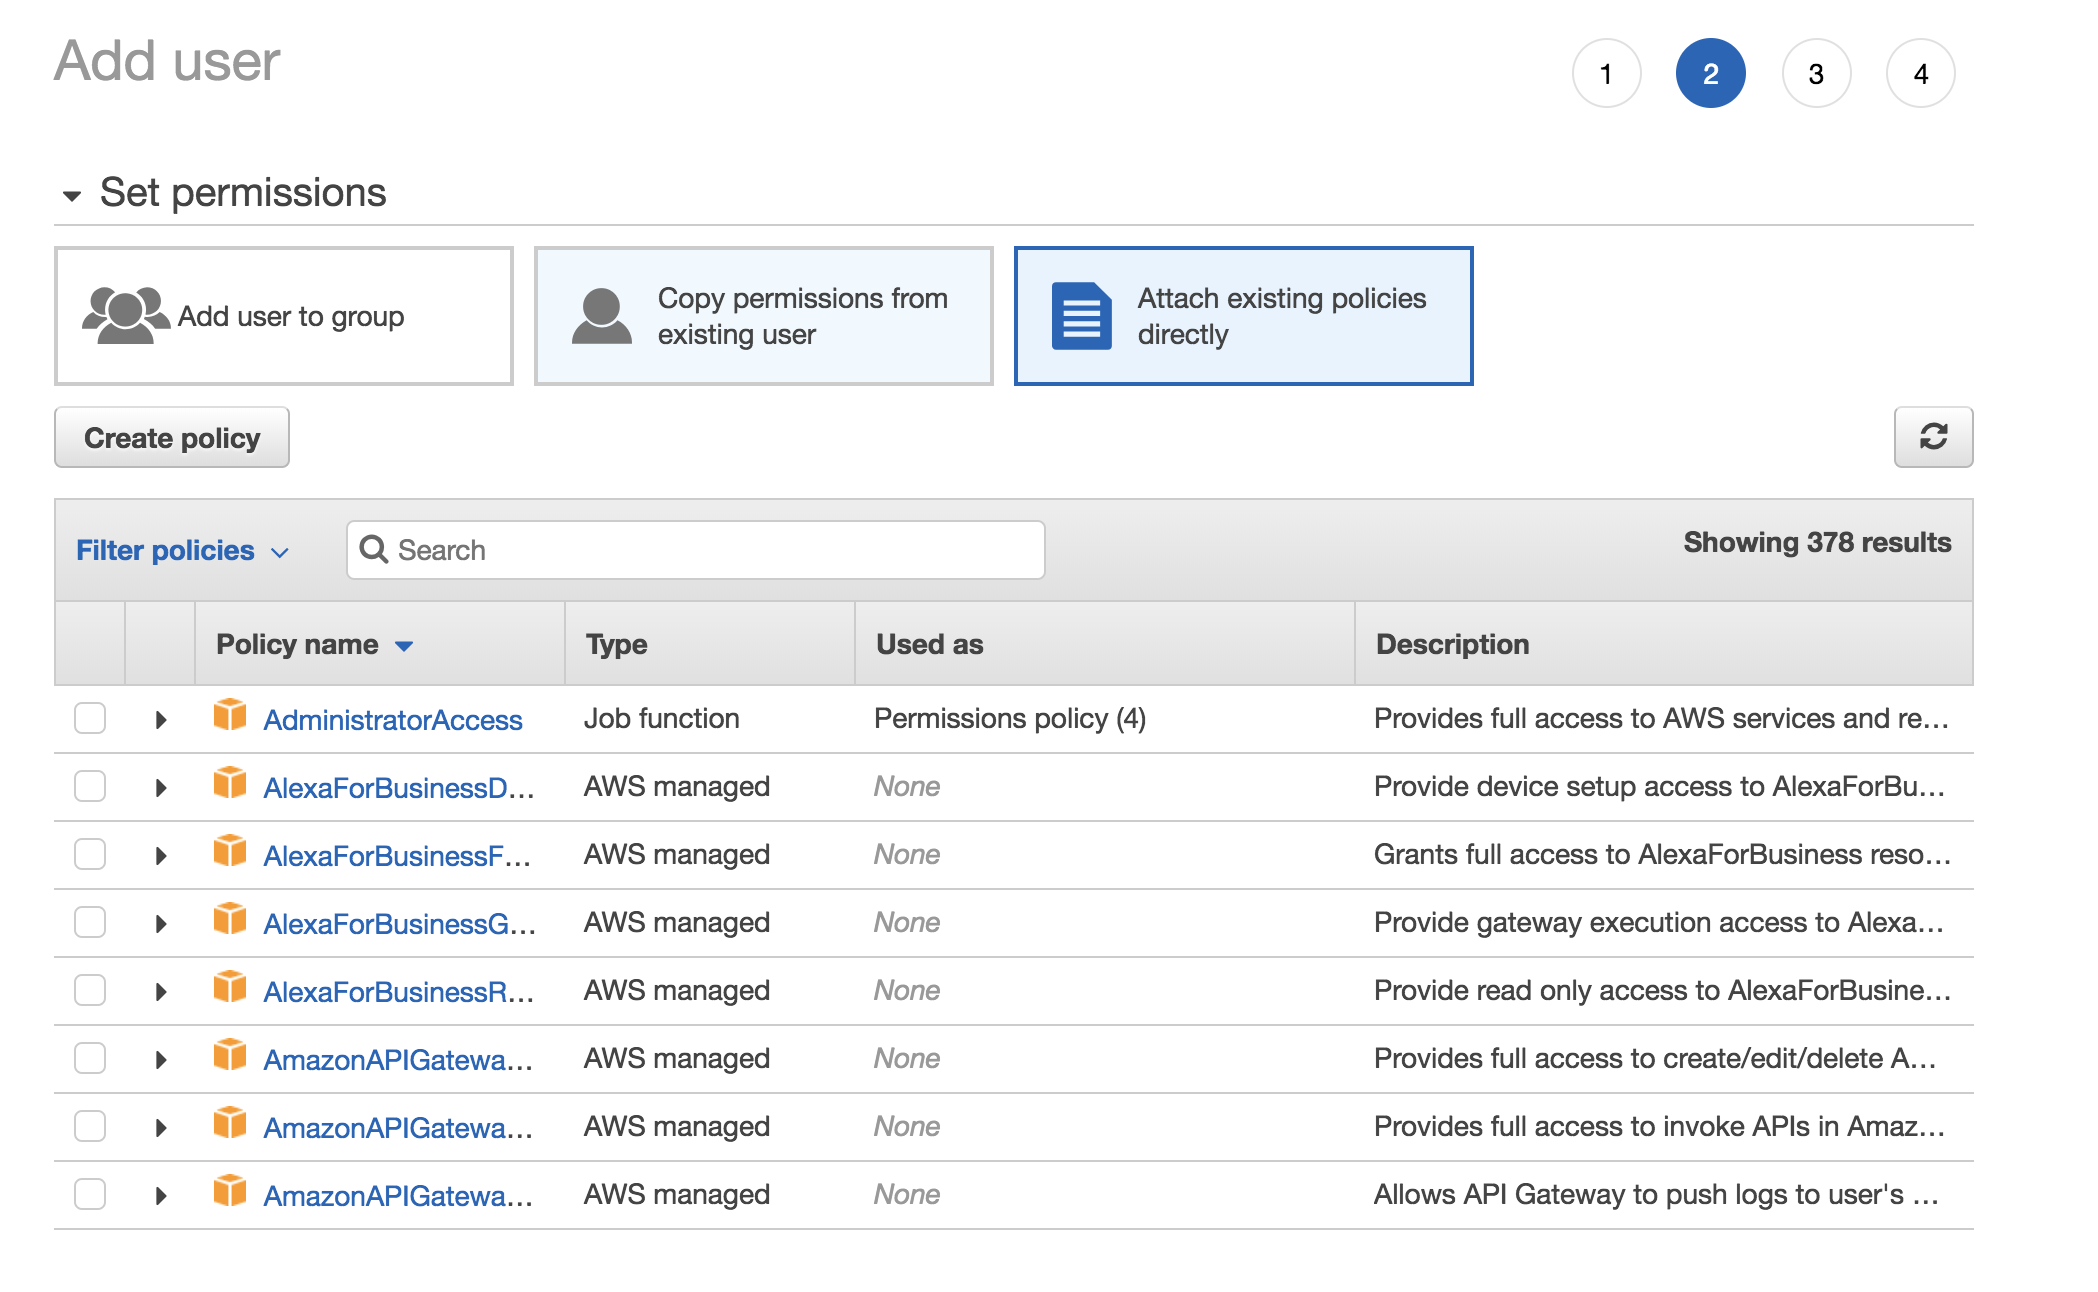 Add user
1 2 3 4
Set permissions
Add user to group
Copy permissions from
existing user
Attach existing policies
directly
Create policy
Filter policies Search Showing 378 results
Policy name Type Used as Description
AdministratorAccess Job function Permissions policy (4) Provides full access to AWS services and re...
AlexaForBusinessD... AWS managed None Provide device setup access to AlexaForBu...
AlexaForBusinessF... AWS managed None Grants full access to AlexaForBusiness reso...
AlexaForBusinessG... AWS managed None Provide gateway execution access to Alexa...
AlexaForBusinessR... AWS managed None Provide read only access to AlexaForBusine...
AmazonAPIGatewa... AWS managed None Provides full access to create/edit/delete A...
AmazonAPIGatewa... AWS managed None Provides full access to invoke APIs in Amaz...
AmazonAPIGatewa... AWS managed None Allows API Gateway to push logs to user's ...